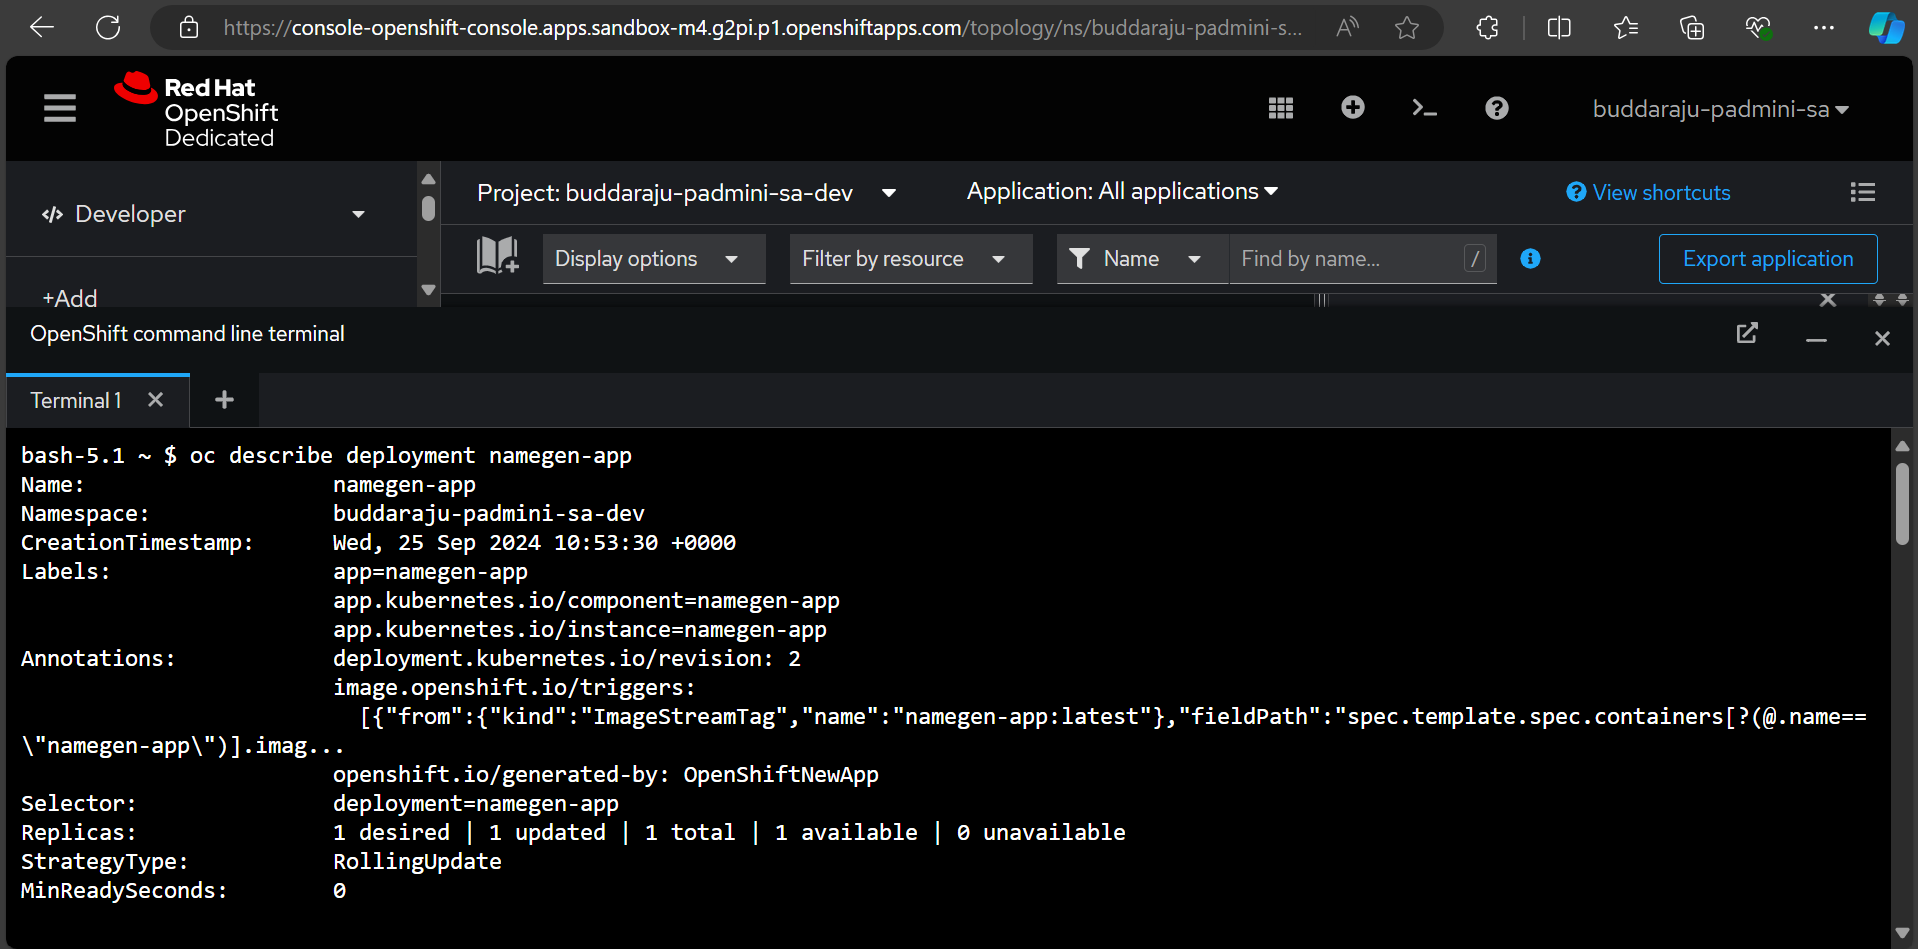 https://console-openshift-console.apps.sandbox-m4.g2pi.p1.openshiftapps.com/topology/ns/buddaraju-padmini-s...
Red Hat
OpenShift
Dedicated
buddaraju-padmini-sa
Developer
Project: buddaraju-padmini-sa-dev
Application: All applications
View shortcuts
Display options
Filter by resource
Name
Find by name...
/
Export application
+Add
OpenShift command line terminal
Terminal 1
bash-5.1 ~ $ oc describe deployment namegen-app
Name: namegen-app
Namespace: buddaraju-padmini-sa-dev
CreationTimestamp: Wed, 25 Sep 2024 10:53:30 +0000
Labels: app=namegen-app
app.kubernetes.io/component=namegen-app
app.kubernetes.io/instance=namegen-app
Annotations: deployment.kubernetes.io/revision: 2
image.openshift.io/triggers:
[{"from":{"kind":"ImageStreamTag","name":"namegen-app:latest"},"fieldPath":"spec.template.spec.containers[?(@.name==
\"namegen-app\")].imag...
openshift.io/generated-by: OpenShiftNewApp
Selector: deployment=namegen-app
Replicas: 1 desired | 1 updated | 1 total | 1 available | 0 unavailable
StrategyType: RollingUpdate
MinReadySeconds: 0